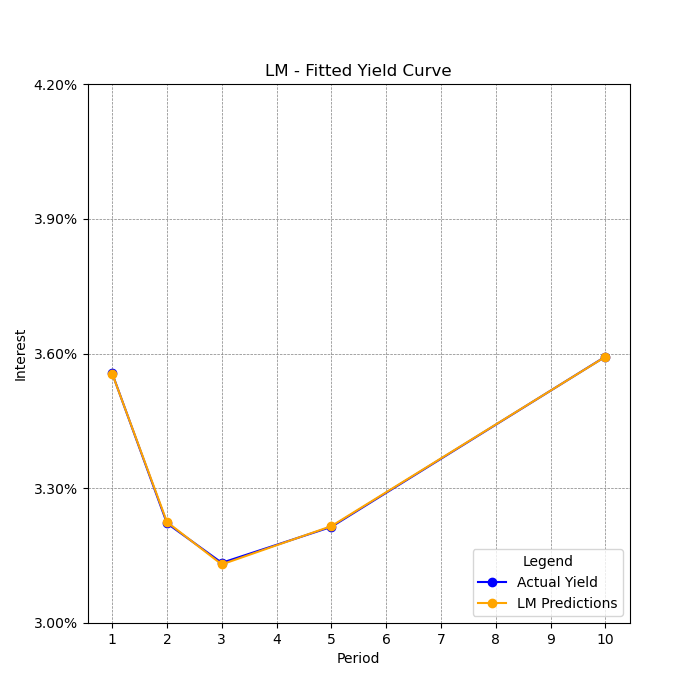 LM - Fitted Yield Curve
4.20%
3.90%
3.60%
3.30%
3.00%
Interest
1 2 3 4 5 6 7 8 9 10
Period
Legend
Actual Yield
LM Predictions